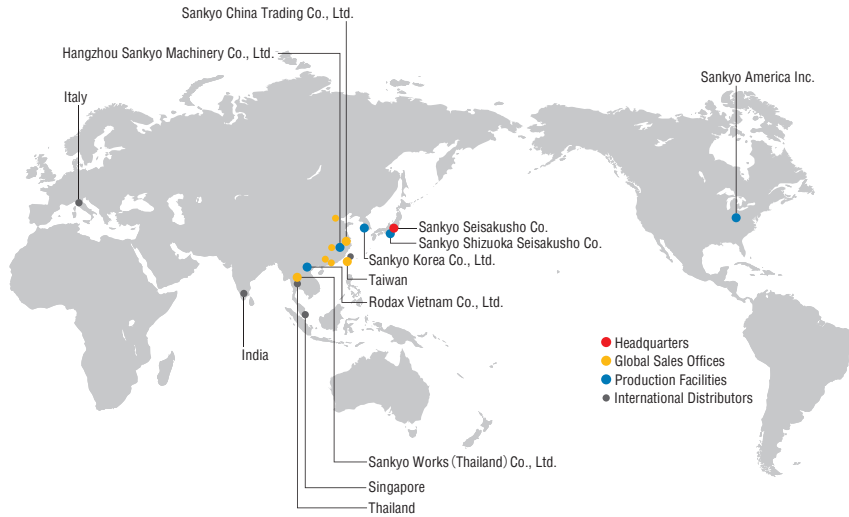 Sankyo China Trading Co., Ltd.
Hangzhou Sankyo Machinery Co., Ltd.
Sankyo America Inc.
Italy
Sankyo Seisakusho Co.
Sankyo Shizuoka Seisakusho Co.
Sankyo Korea Co., Ltd.
Taiwan
Rodax Vietnam Co., Ltd.
India
Headquarters
Global Sales Offices
Production Facilities
International Distributors
Sankyo Works (Thailand) Co., Ltd.
Singapore
Thailand